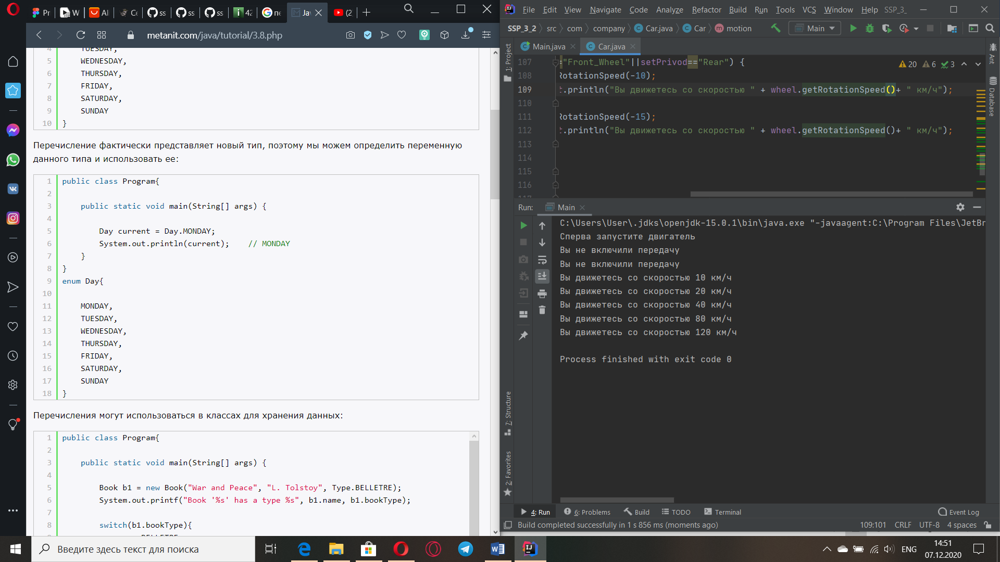 Pr
W
Al
Ce
ss
ss
ss
42
пе
Ja
(2
metanit.com/java/tutorial/3.8.php
4 TUESDAY,
5 WEDNESDAY,
6 THURSDAY,
7 FRIDAY,
8 SATURDAY,
9 SUNDAY
10 }
Перечисление фактически представляет новый тип, поэтому мы можем определить переменную
данного типа и использовать ее:
1 public class Program{
2
3 public static void main(String[] args) {
4
5 Day current = Day.MONDAY;
6 System.out.println(current); // MONDAY
7 }
8 }
9 enum Day{
10
11 MONDAY,
12 TUESDAY,
13 WEDNESDAY,
14 THURSDAY,
15 FRIDAY,
16 SATURDAY,
17 SUNDAY
18 }
Перечисления могут использоваться в классах для хранения данных:
1 public class Program{
2
3 public static void main(String[] args) {
4
5 Book b1 = new Book("War and Peace", "L. Tolstoy", Type.BELLETRE);
6 System.out.printf("Book '%s' has a type %s", b1.name, b1.bookType);
7
8 switch(b1.bookType){
File Edit View Navigate Code Analyze Refactor Build Run Tools VCS Window Help SSP_3_
SSP_3_2 src com company Car.java Car motion Main
1: Project
Main.java Car.java
Ant
Database
20 6 3
107 ="Front_Wheel"||setPrivod=="Rear") {
108 RotationSpeed(-10);
109 t.println("Вы движетесь со скоростью " + wheel.getRotationSpeed()+ " км/ч");
110
111 RotationSpeed(-15);
112 t.println("Вы движетесь со скоростью " + wheel.getRotationSpeed()+ " км/ч");
113
114
115
116
117
Run: Main
C:\Users\User\.jdks\openjdk-15.0.1\bin\java.exe "-javaagent:C:\Program Files\JetBr
Сперва запустите двигатель
Вы не включили передачу
Вы не включили передачу
Вы движетесь со скоростью 10 км/ч
Вы движетесь со скоростью 20 км/ч
Вы движетесь со скоростью 40 км/ч
Вы движетесь со скоростью 80 км/ч
Вы движетесь со скоростью 120 км/ч
Process finished with exit code 0
7: Structure
2: Favorites
4: Run 6: Problems Build TODO Terminal Event Log
Build completed successfully in 1 s 856 ms (moments ago) 109:101 CRLF UTF-8 4 spaces
Введите здесь текст для поиска
ENG
14:51
07.12.2020